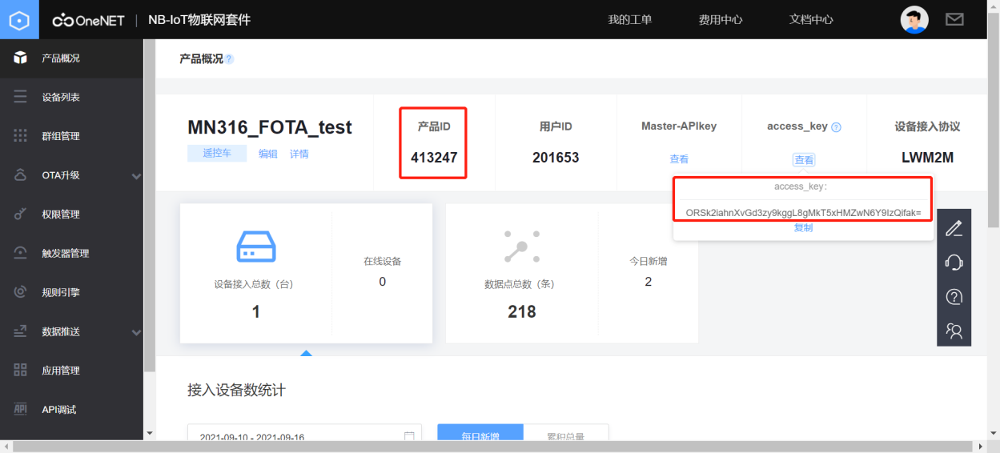 OneNET | NB-IoT物联网套件
我的工单
费用中心
文档中心
产品概况
设备列表
群组管理
OTA升级
权限管理
触发器管理
规则引擎
数据推送
应用管理
API调试
产品概况?
MN316_FOTA_test
遥控车 编辑 详情
产品ID
413247
用户ID
201653
Master-APIkey
查看
access_key ?
查看
设备接入协议
LWM2M
access_key:
ORSk2iahnXvGd3zy9kggL8gMkT5xHMZwN6Y9IzQifak=
复制
设备接入总数（台）
1
在线设备
0
数据点总数（条）
218
今日新增
2
接入设备数统计
2021-09-10 - 2021-09-16
每日新增
累积总量